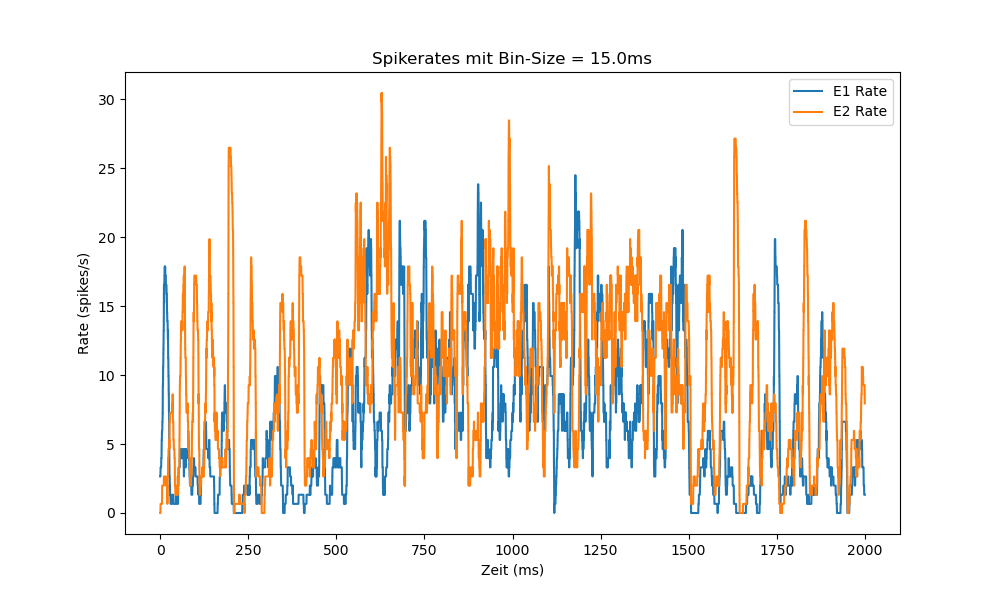 Spikerates mit Bin-Size = 15.0ms
E1 Rate
E2 Rate
Rate (spikes/s)
30
25
20
15
10
5
0
0 250 500 750 1000 1250 1500 1750 2000
Zeit (ms)